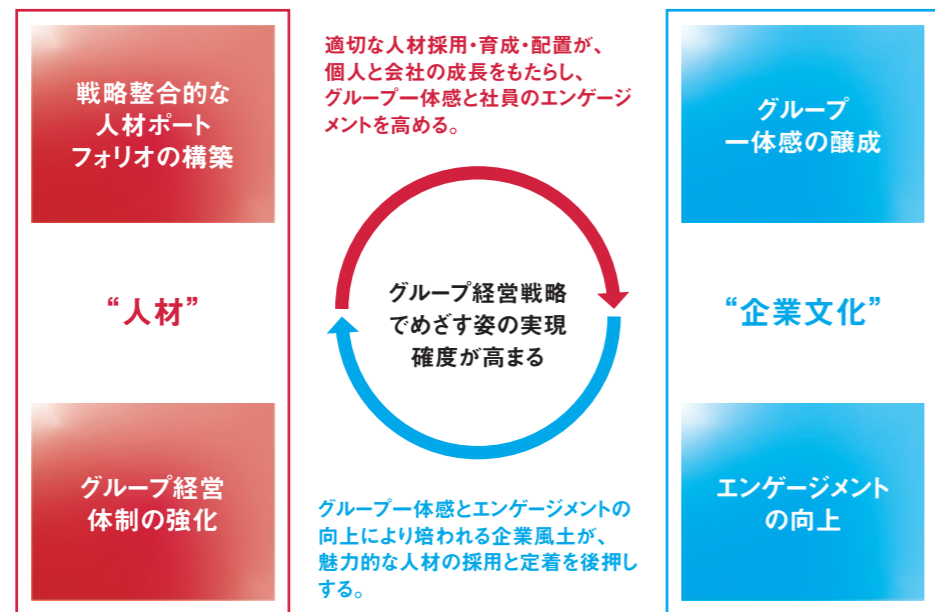 戦略整合的な
人材ポート
フォリオの構築
“人材”
グループ経営
体制の強化
適切な人材採用・育成・配置が、
個人と会社の成長をもたらし、
グループ一体感と社員のエンゲージ
メントを高める。
グループ経営戦略
でめざす姿の実現
確度が高まる
グループ一体感とエンゲージメントの
向上により培われる企業風土が、
魅力的な人材の採用と定着を後押し
する。
グループ
一体感の醸成
“企業文化”
エンゲージメント
の向上